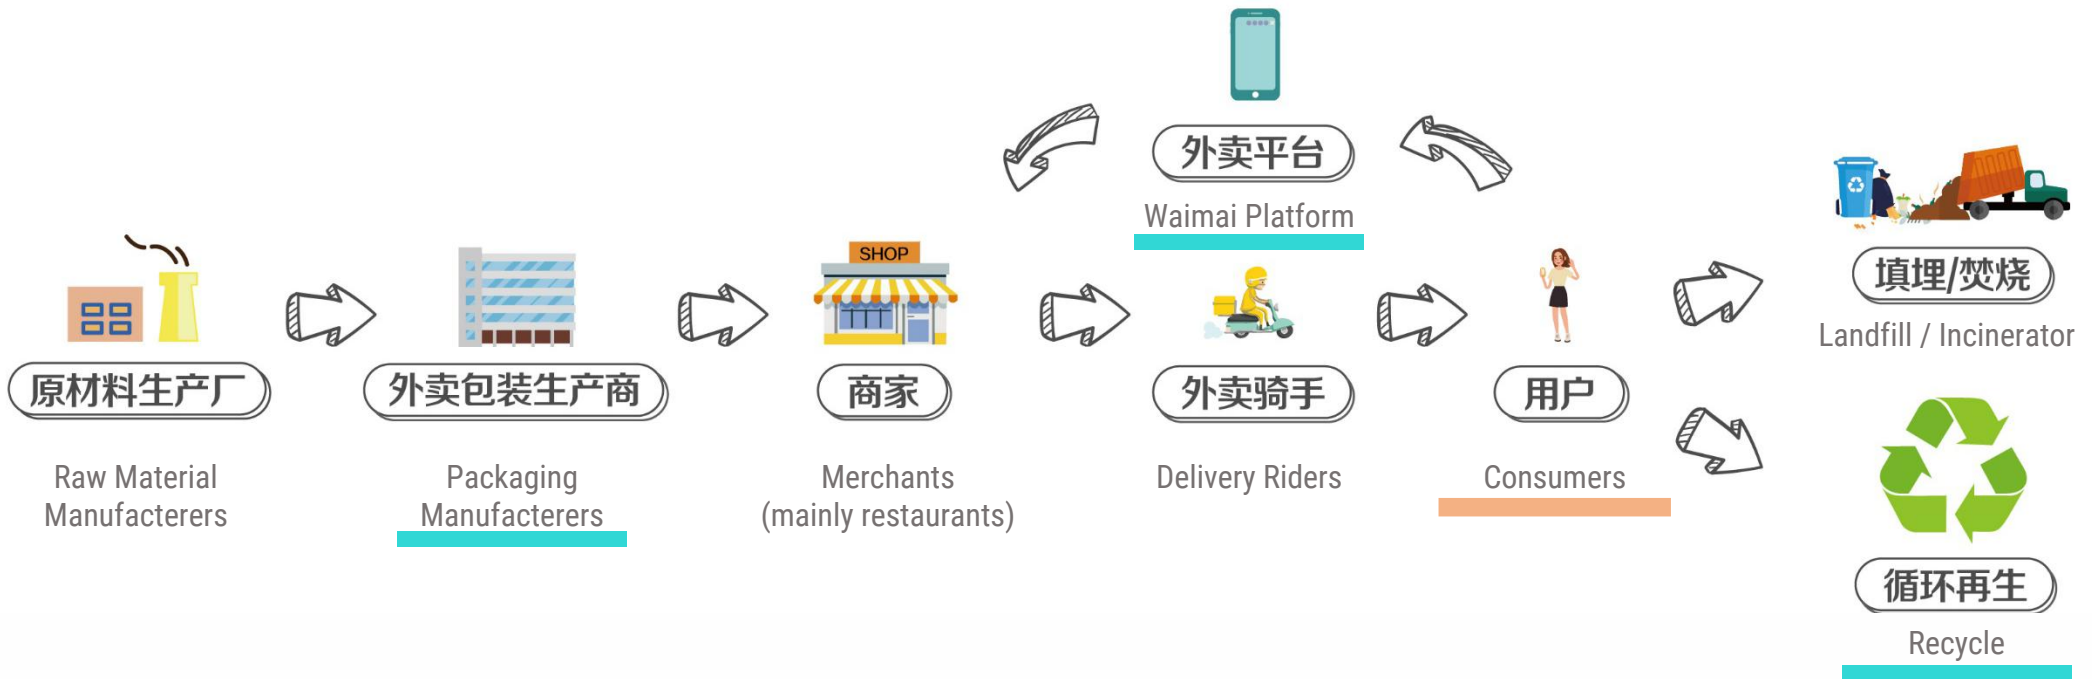 外卖平台
Waimai Platform
SHOP
原材料生产厂
外卖包装生产商
商家
外卖骑手
用户
填埋/焚烧
Landfill / Incinerator
Raw Material
Manufacterers
Packaging
Manufacterers
Merchants
(mainly restaurants)
Delivery Riders
Consumers
循环再生
Recycle